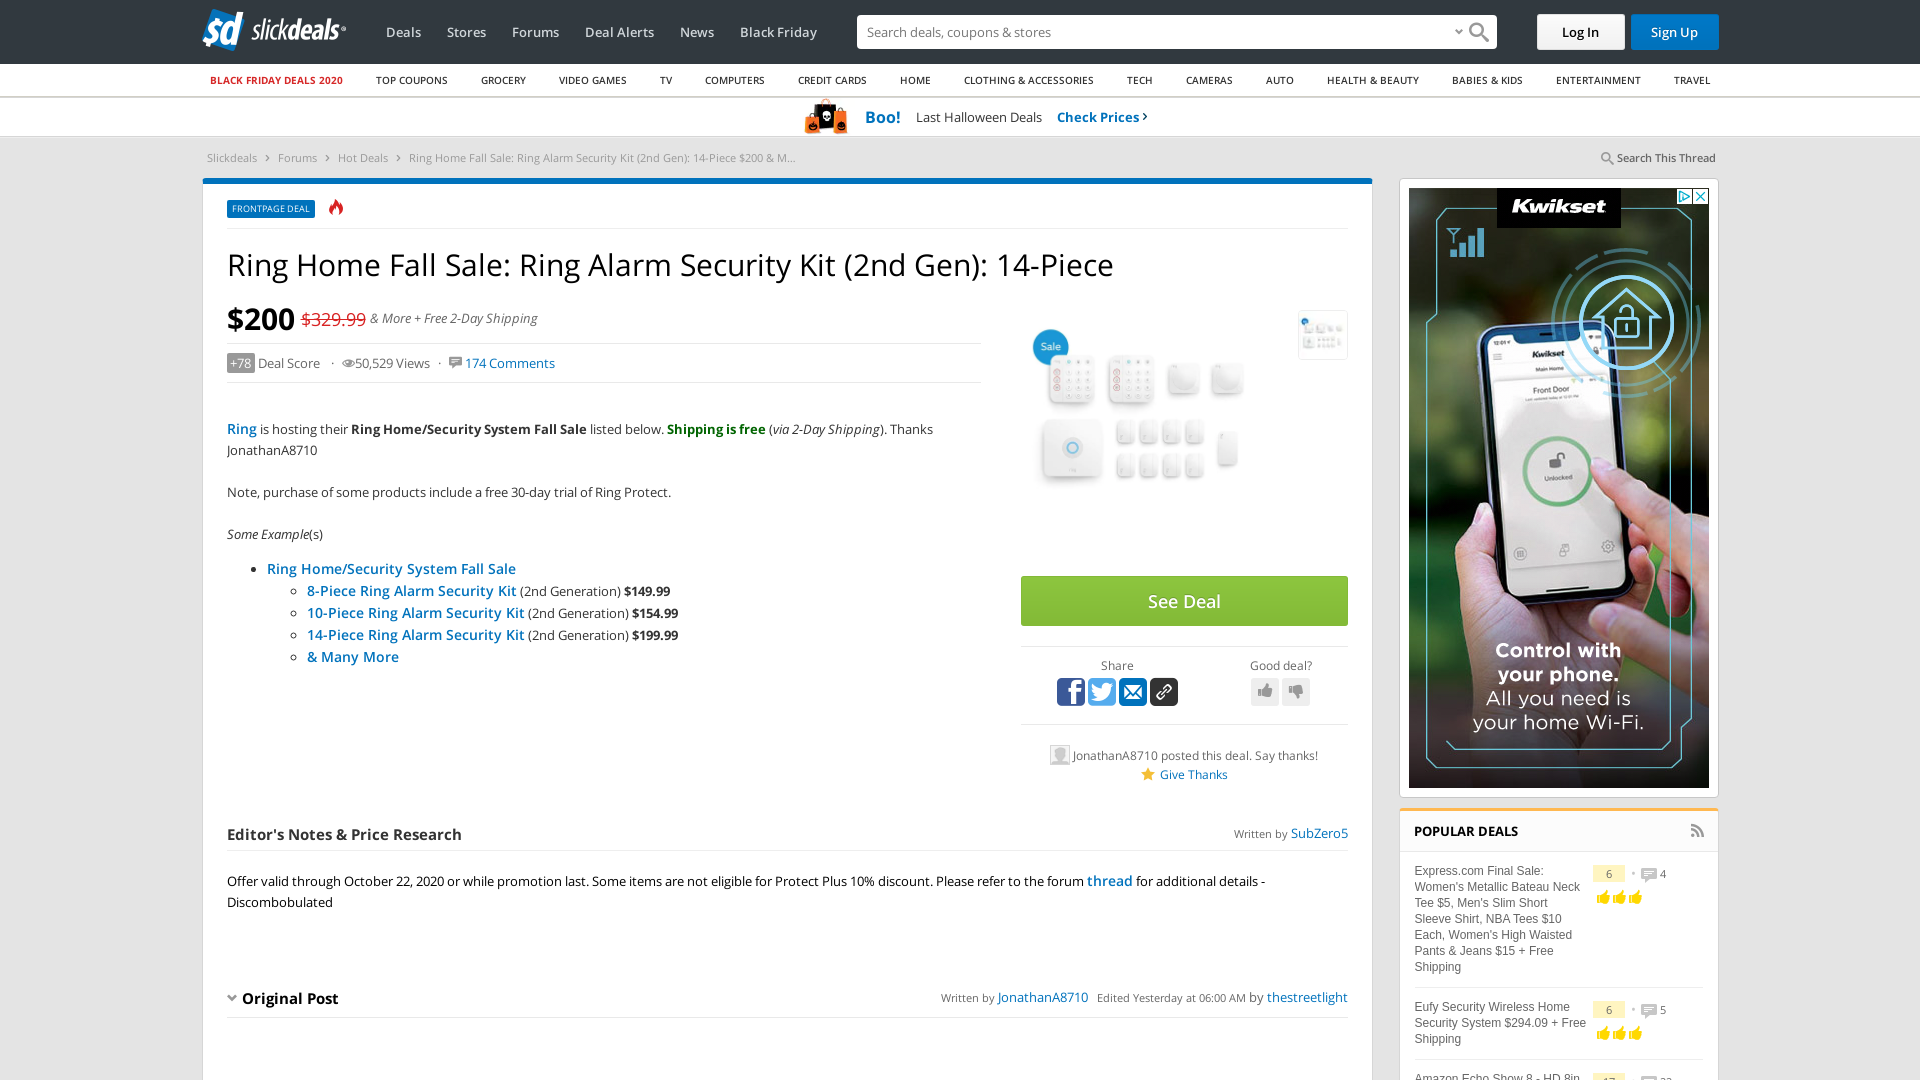 slickdeals
Deals
Stores
Forums
Deal Alerts
News
Black Friday
Search deals, coupons & stores
Log In
Sign Up
BLACK FRIDAY DEALS 2020
TOP COUPONS
GROCERY
VIDEO GAMES
TV
COMPUTERS
CREDIT CARDS
HOME
CLOTHING & ACCESSORIES
TECH
CAMERAS
AUTO
HEALTH & BEAUTY
BABIES & KIDS
ENTERTAINMENT
TRAVEL
Boo! Last Halloween Deals Check Prices
Slickdeals > Forums > Hot Deals > Ring Home Fall Sale: Ring Alarm Security Kit (2nd Gen): 14-Piece $200 & M...
Search This Thread
FRONTPAGE DEAL
Ring Home Fall Sale: Ring Alarm Security Kit (2nd Gen): 14-Piece
$200 $329.99 & More + Free 2-Day Shipping
+78 Deal Score · 50,529 Views · 174 Comments
Sale
Ring is hosting their Ring Home/Security System Fall Sale listed below. Shipping is free (via 2-Day Shipping). Thanks
JonathanA8710
Note, purchase of some products include a free 30-day trial of Ring Protect.
Some Example(s)
Ring Home/Security System Fall Sale
8-Piece Ring Alarm Security Kit (2nd Generation) $149.99
10-Piece Ring Alarm Security Kit (2nd Generation) $154.99
14-Piece Ring Alarm Security Kit (2nd Generation) $199.99
& Many More
See Deal
Share
Good deal?
JonathanA8710 posted this deal. Say thanks!
Give Thanks
Editor's Notes & Price Research
Written by SubZero5
Offer valid through October 22, 2020 or while promotion last. Some items are not eligible for Protect Plus 10% discount. Please refer to the forum thread for additional details -
Discombobulated
Original Post
Written by JonathanA8710 Edited Yesterday at 06:00 AM by thestreetlight
Kwikset
Kwikset
Main Home
Front Door
Unlocked
Control with
your phone.
All you need is
your home Wi-Fi.
POPULAR DEALS
Express.com Final Sale:
Women's Metallic Bateau Neck
Tee $5, Men's Slim Short
Sleeve Shirt, NBA Tees $10
Each, Women's High Waisted
Pants & Jeans $15 + Free
Shipping
6 · 4
Eufy Security Wireless Home
Security System $294.09 + Free
Shipping
6 · 5
Amazon Echo Show 8 - HD 8in